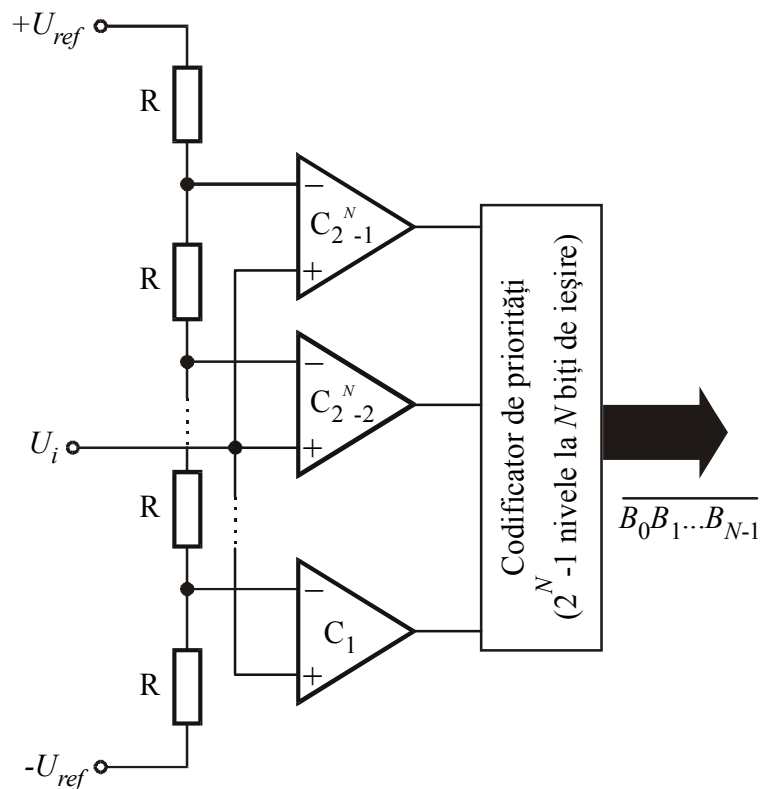 +U_ref
R
−
C_2^N-1
+
R
−
C_2^N-2
+
U_i
R
−
C_1
+
R
-U_ref
Codificator de priorități
(2^N-1 nivele la N biți de ieșire)
B_0B_1...B_N-1